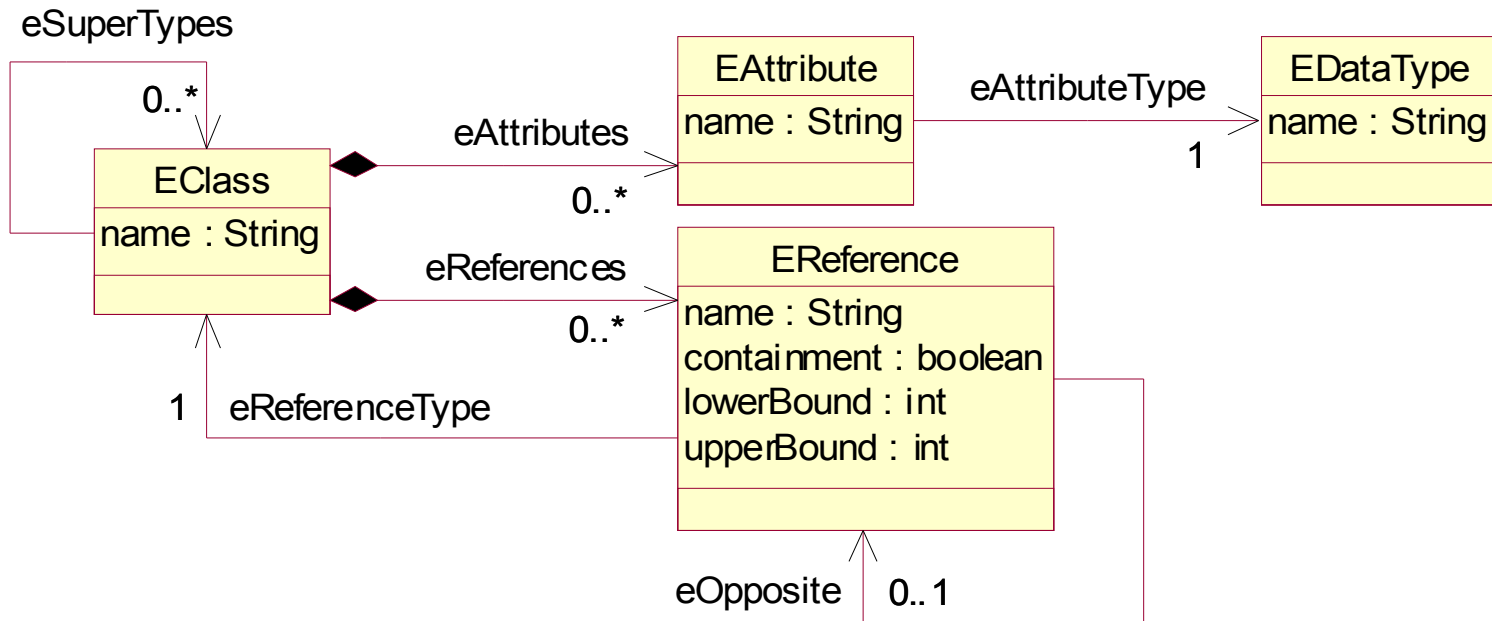 eSuperTypes
0..*
EClass
name : String
eAttributes
0..*
EAttribute
name : String
eAttributeType
1
EDataType
name : String
eReferences
0..*
EReference
name : String
containment : boolean
lowerBound : int
upperBound : int
1
eReferenceType
eOpposite
0..1